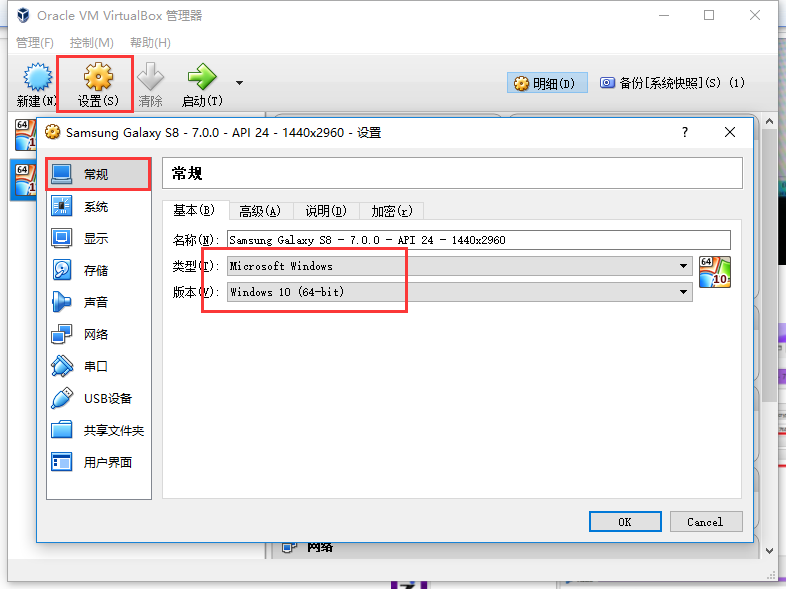 Oracle VM VirtualBox 管理器
管理(F) 控制(M) 帮助(H)
新建(N) 设置(S) 清除 启动(T) 明细(D) 备份[系统快照](S) (1)
64
64
Samsung Galaxy S8 - 7.0.0 - API 24 - 1440x2960 - 设置 ?
常规
系统
显示
存储
声音
网络
串口
USB设备
共享文件夹
用户界面
常规
基本(B) 高级(A) 说明(D) 加密(r)
名称(N): Samsung Galaxy S8 - 7.0.0 - API 24 - 1440x2960
类型(T): Microsoft Windows
版本(V): Windows 10 (64-bit)
64
10
OK Cancel
网络